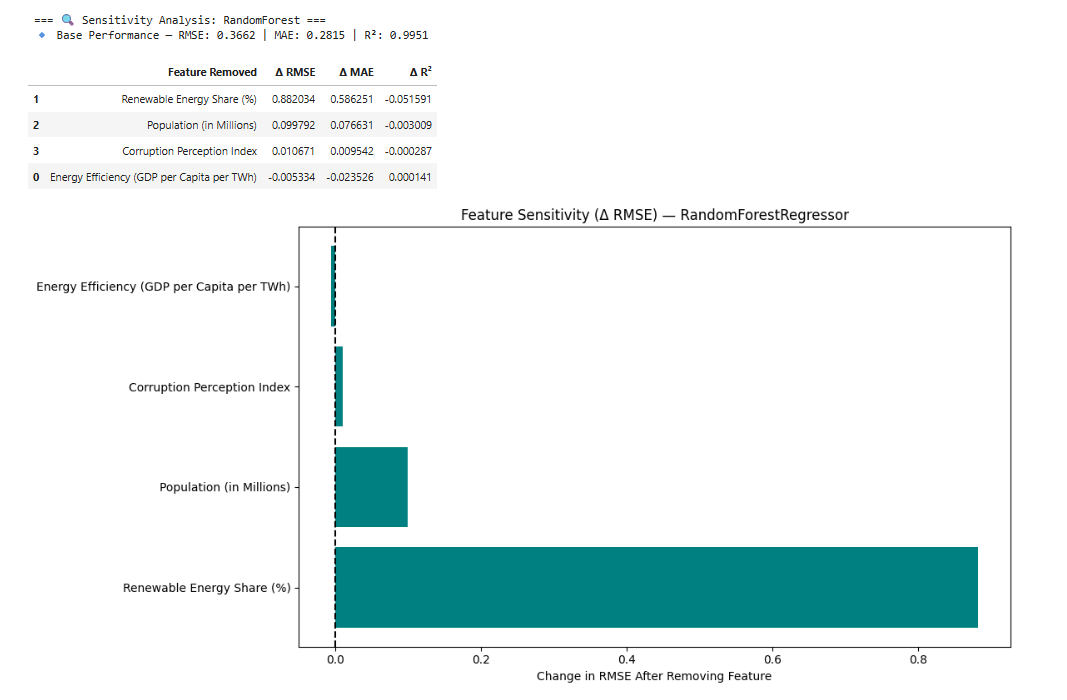 === 🔍 Sensitivity Analysis: RandomForest ===
🔹 Base Performance — RMSE: 0.3662 | MAE: 0.2815 | R²: 0.9951
Feature Removed Δ RMSE Δ MAE Δ R²
1 Renewable Energy Share (%) 0.882034 0.586251 -0.051591
2 Population (in Millions) 0.099792 0.076631 -0.003009
3 Corruption Perception Index 0.010671 0.009542 -0.000287
0 Energy Efficiency (GDP per Capita per TWh) -0.005334 -0.023526 0.000141
Feature Sensitivity (Δ RMSE) — RandomForestRegressor
Energy Efficiency (GDP per Capita per TWh)
Corruption Perception Index
Population (in Millions)
Renewable Energy Share (%)
0.0 0.2 0.4 0.6 0.8
Change in RMSE After Removing Feature